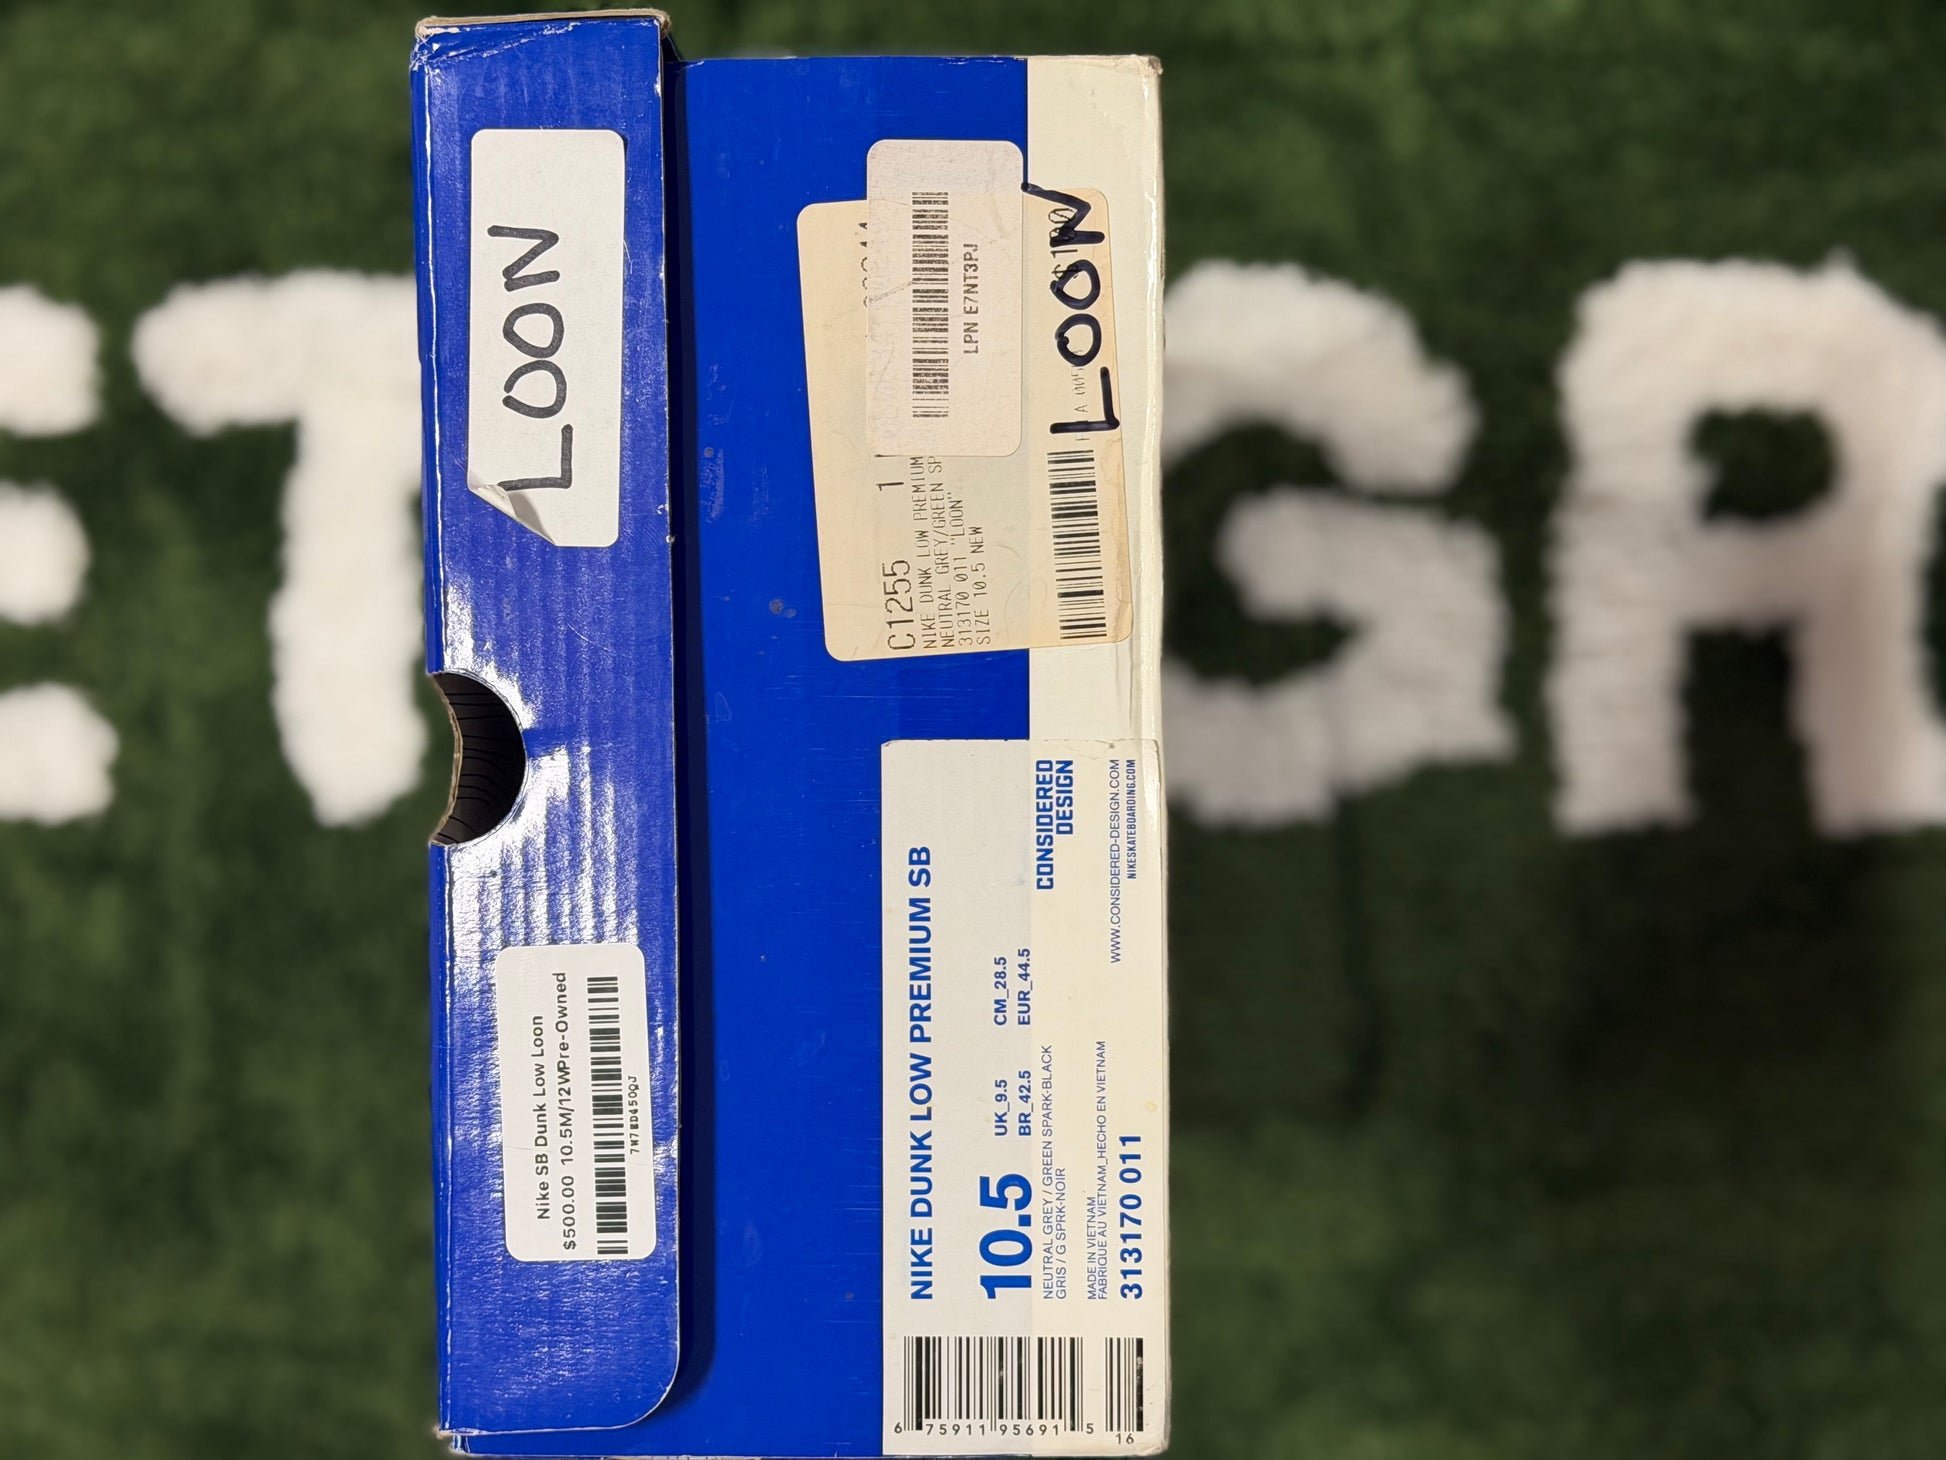 LOON
Nike SB Dunk Low Loon
$500.00 10.5M/12WPre-Owned
LPN E7NT3PJ
C1255 1
NIKE DUNK LOW PREMIUM
NEUTRAL GREY/GREEN SP
313170 011 "LOON"
SIZE 10.5 NEW
LOON
NIKE DUNK LOW PREMIUM SB
10.5
UK_9.5 CM_28.5
BR_42.5 EUR_44.5
NEUTRAL GREY / GREEN SPARK-BLACK
GRIS / G SPRK-NOIR
MADE IN VIETNAM
FABRIQUE AU VIETNAM_HECHO EN VIETNAM
313170 011
CONSIDERED
DESIGN
WWW.CONSIDERED-DESIGN.COM
NIKESKATEBOARDING.COM
6 75911 95691 5
16